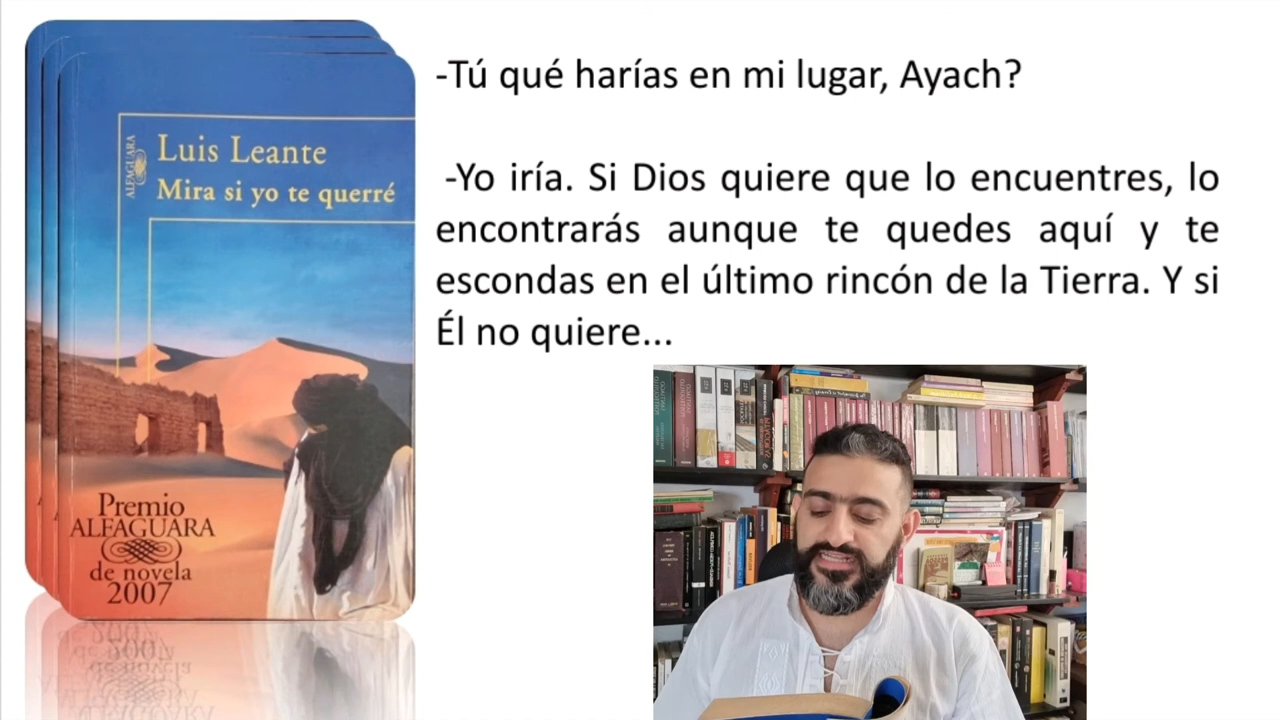 ALFAGUARA
Luis Leante
Mira si yo te querré
Premio
ALFAGUARA
de novela
2007
-Tú qué harías en mi lugar, Ayach?
-Yo iría. Si Dios quiere que lo encuentres, lo
encontrarás aunque te quedes aquí y te
escondas en el último rincón de la Tierra. Y si
Él no quiere...